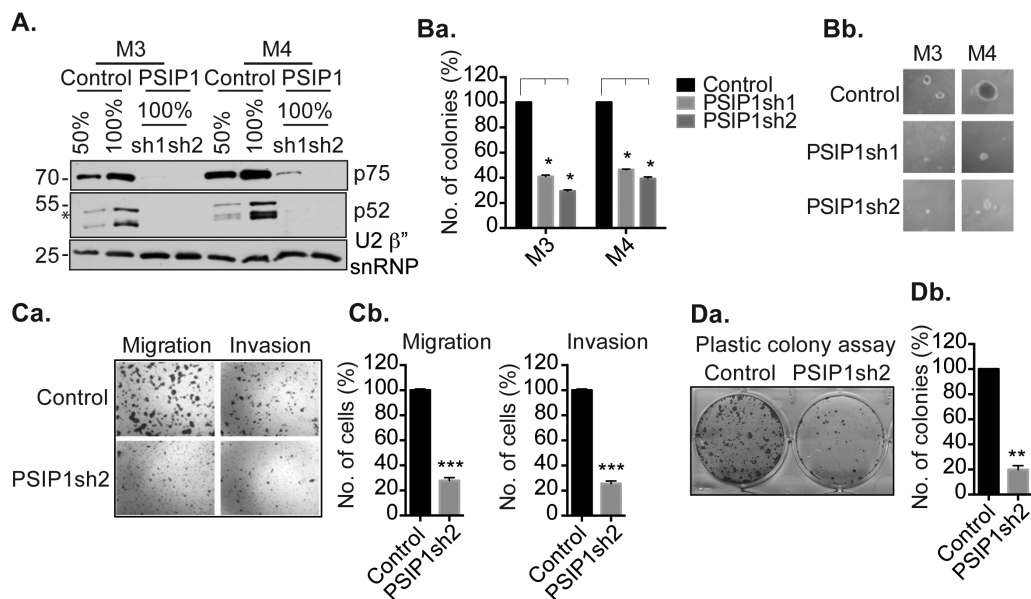 A.
M3 M4
Control PSIP1 Control PSIP1
50% 100% 100% 50% 100% 100%
sh1sh2 sh1sh2
70 - p75
55 -
* p52
U2 β”
25 - snRNP
Ba.
No. of colonies (%)
120
100
80
60
40
20
0
* * * *
M3 M4
Control
PSIP1sh1
PSIP1sh2
Bb.
M3 M4
Control
PSIP1sh1
PSIP1sh2
Ca.
Migration Invasion
Control
PSIP1sh2
Cb.
Migration
No. of cells (%)
120
100
80
60
40
20
0
***
Control
PSIP1sh2
Invasion
No. of cells (%)
120
100
80
60
40
20
0
***
Control
PSIP1sh2
Da.
Plastic colony assay
Control PSIP1sh2
Db.
No. of colonies (%)
120
100
80
60
40
20
0
**
Control
PSIP1sh2